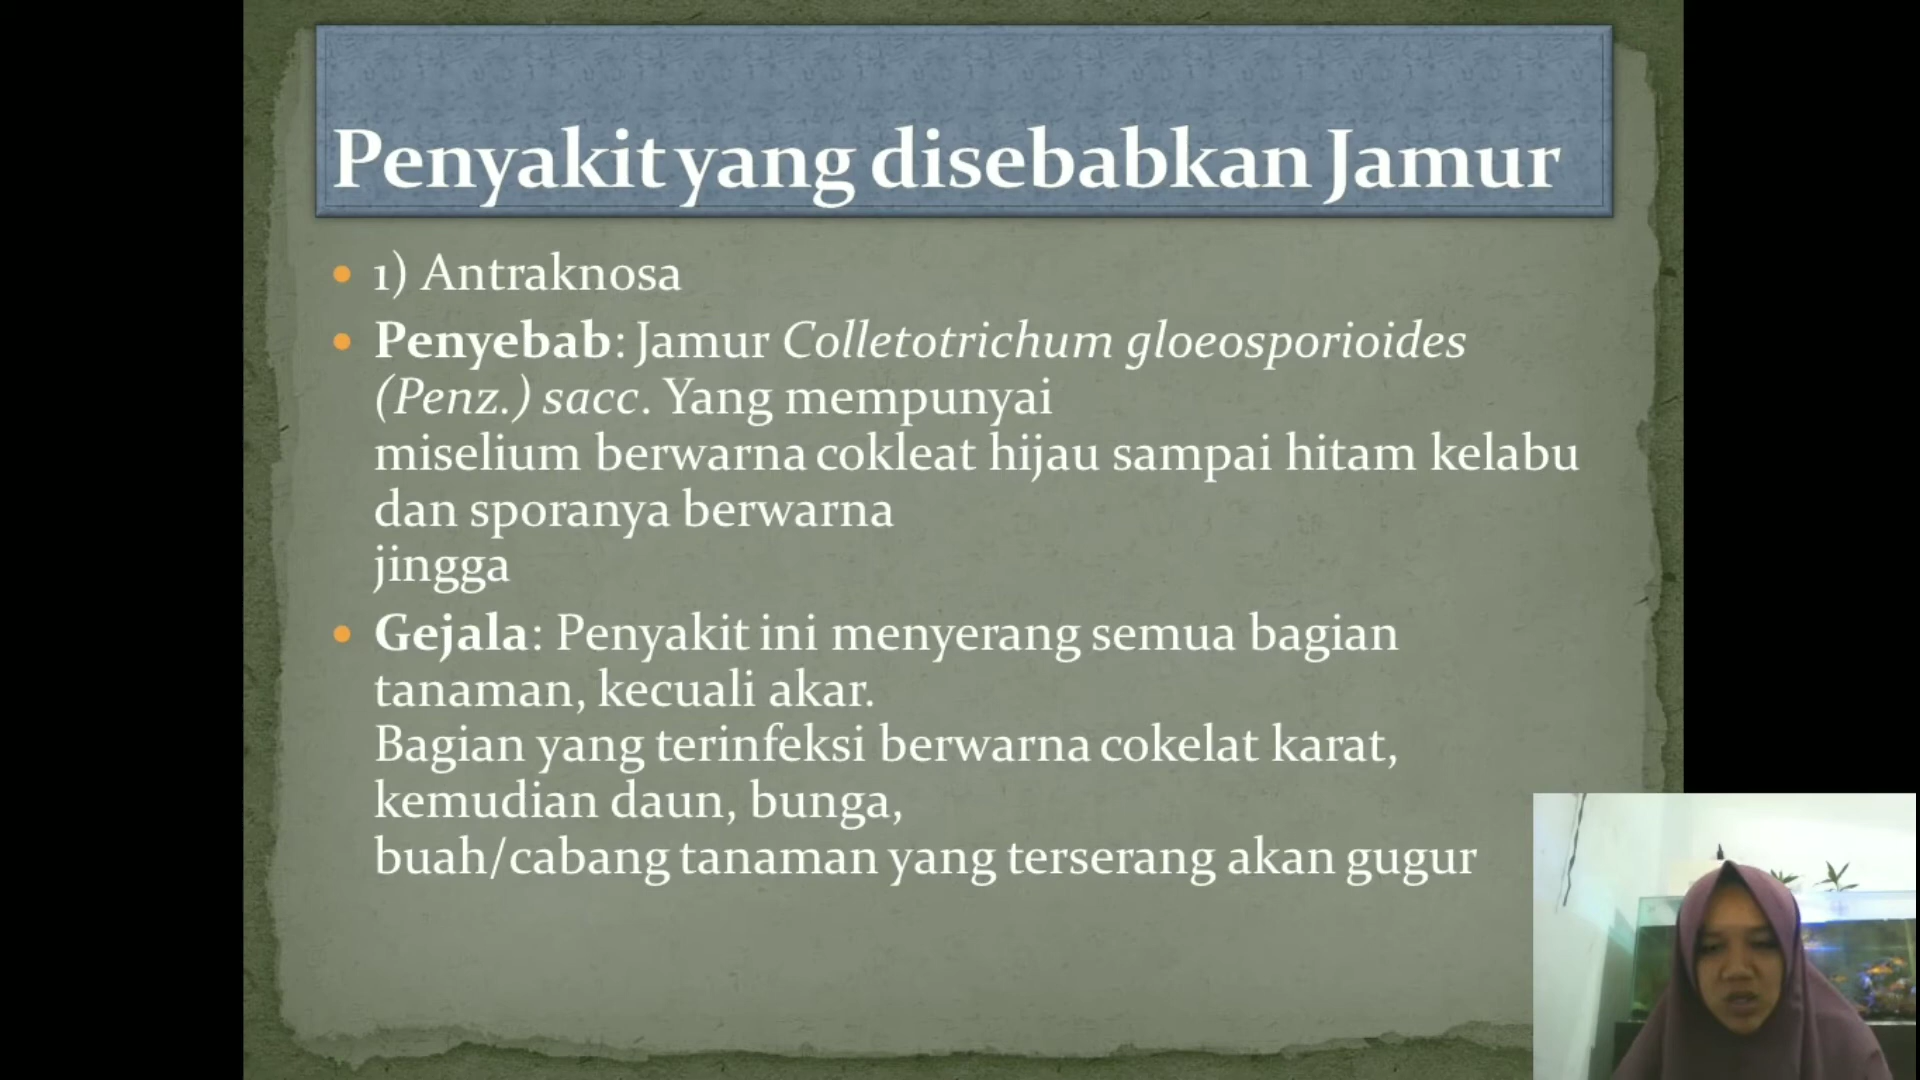 Penyakit yang disebabkan Jamur
1) Antraknosa
Penyebab: Jamur Colletotrichum gloeosporioides
(Penz.) sacc. Yang mempunyai
miselium berwarna cokleat hijau sampai hitam kelabu
dan sporanya berwarna
jingga
Gejala: Penyakit ini menyerang semua bagian
tanaman, kecuali akar.
Bagian yang terinfeksi berwarna cokelat karat,
kemudian daun, bunga,
buah/cabang tanaman yang terserang akan gugur